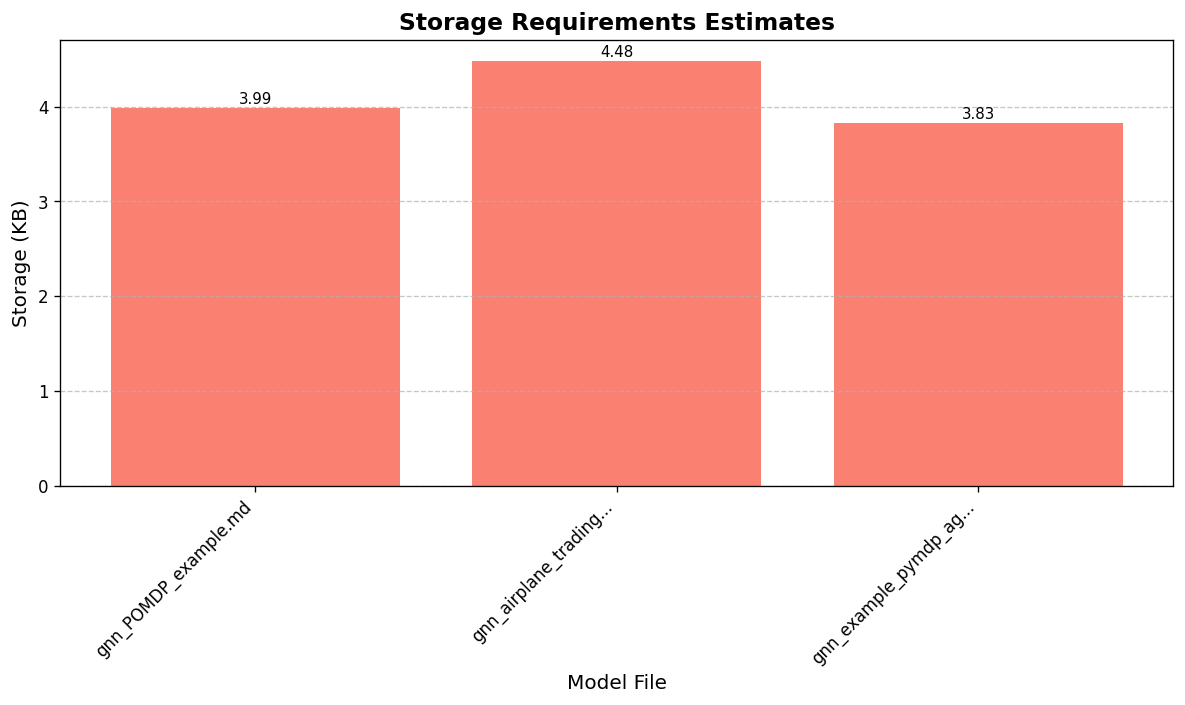 Storage Requirements Estimates
4.48
3.99
3.83
4
3
2
1
0
Storage (KB)
gnn_POMDP_example.md
gnn_airplane_trading...
gnn_example_pymdp_ag...
Model File